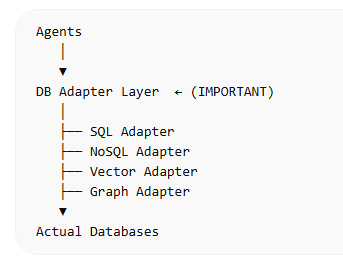 Agents
DB Adapter Layer ← (IMPORTANT)
SQL Adapter
NoSQL Adapter
Vector Adapter
Graph Adapter
Actual Databases